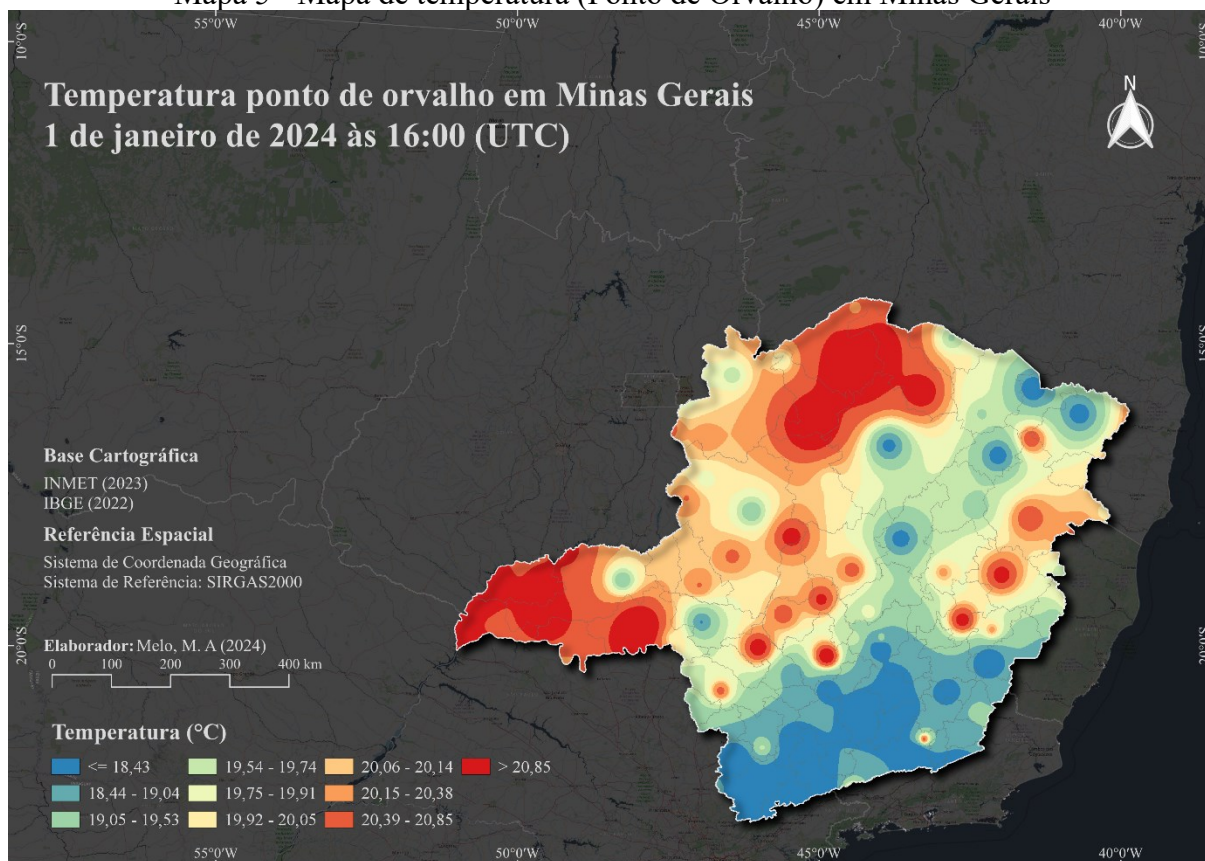 Mapa 5 - Mapa de temperatura (Ponto de Orvalho) em Minas Gerais
55°0'W 50°0'W 45°0'W 40°0'W
10°0'S 10°0'S
Temperatura ponto de orvalho em Minas Gerais
1 de janeiro de 2024 às 16:00 (UTC)
N
15°0'S 15°0'S
Base Cartográfica
INMET (2023)
IBGE (2022)
Referência Espacial
Sistema de Coordenada Geográfica
Sistema de Referência: SIRGAS2000
20°0'S 20°0'S
Elaborador: Melo, M. A (2024)
0 100 200 300 400 km
Temperatura (°C)
<= 18,43 19,54 - 19,74 20,06 - 20,14 > 20,85
18,44 - 19,04 19,75 - 19,91 20,15 - 20,38
19,05 - 19,53 19,92 - 20,05 20,39 - 20,85
55°0'W 50°0'W 45°0'W 40°0'W